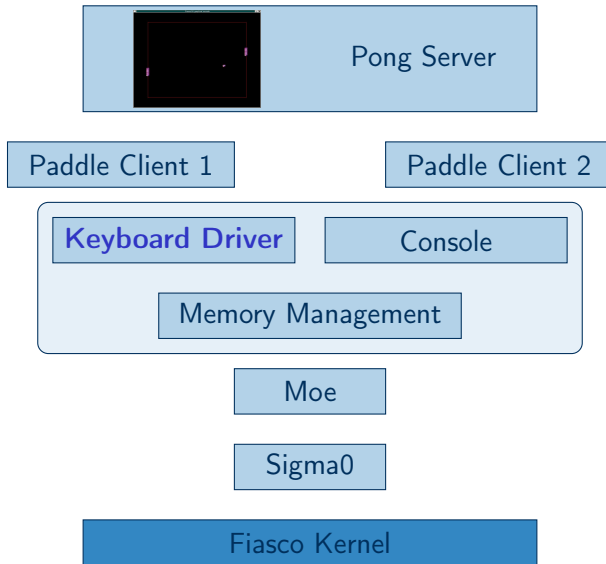 Pong Server
Paddle Client 1
Paddle Client 2
Keyboard Driver
Console
Memory Management
Moe
Sigma0
Fiasco Kernel